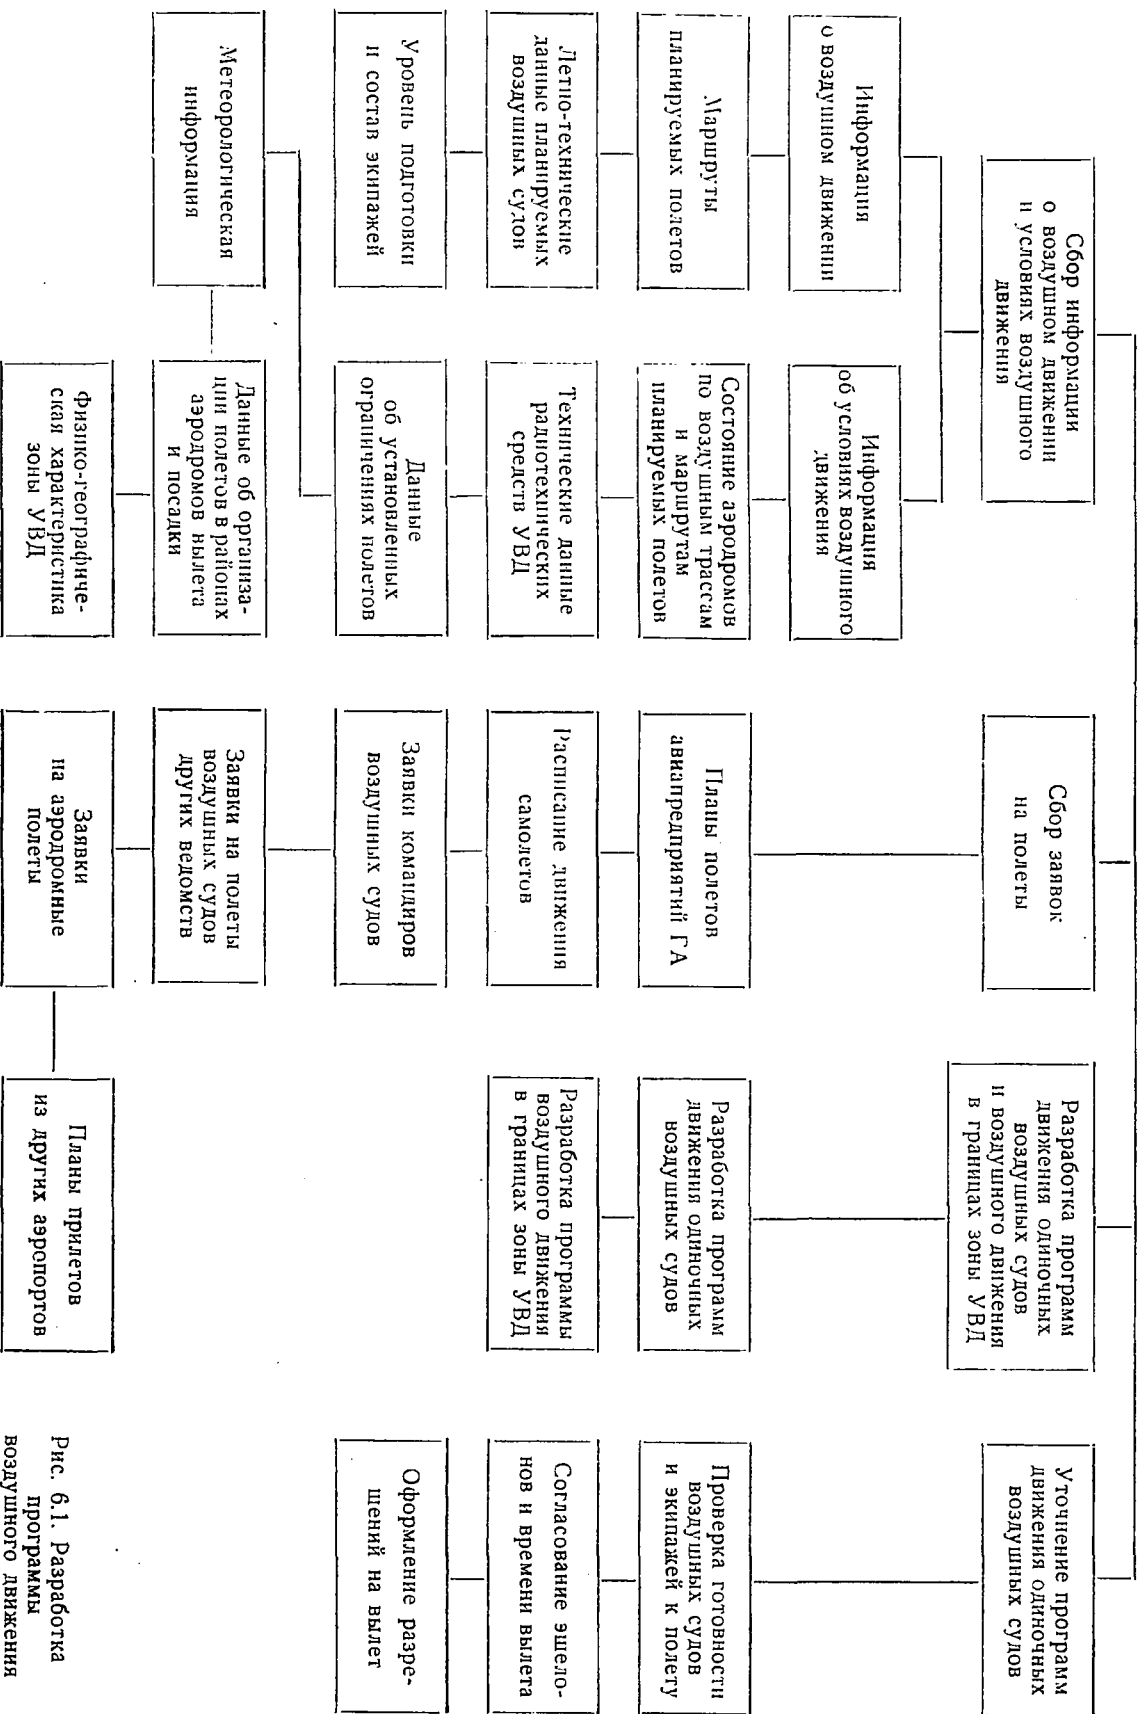 Сбор информации
о воздушном движении
и условиях воздушного
движения
Информация
о воздушном движении
Маршруты
планируемых полетов
Летно-технические
данные планируемых
воздушных судов
Уровень подготовки
и состав экипажей
Метеорологическая
информация
Информация
об условиях воздушного
движения
Состояние аэродромов
по воздушным трассам
и маршрутам
планируемых полетов
Технические данные
радиотехнических
средств УВД
Данные
об установленных
ограничениях полетов
Данные об организа-
ции полетов в районах
аэродромов вылета
и посадки
Физико-географиче-
ская характеристика
зоны УВД
Сбор заявок
на полеты
Планы полетов
авиапредприятий ГА
Расписание движения
самолетов
Заявки командиров
воздушных судов
Заявки на полеты
воздушных судов
других ведомств
Заявки
на аэродромные
полеты
Планы прилетов
из других аэропортов
Разработка программ
движения одиночных
воздушных судов
и воздушного движения
в границах зоны УВД
Разработка программ
движения одиночных
воздушных судов
Разработка программы
воздушного движения
в границах зоны УВД
Уточнение программ
движения одиночных
воздушных судов
Проверка готовности
воздушных судов
и экипажей к полету
Согласование эшело-
нов и времени вылета
Оформление разре-
шений на вылет
Рис. 6.1. Разработка
программы
воздушного движения